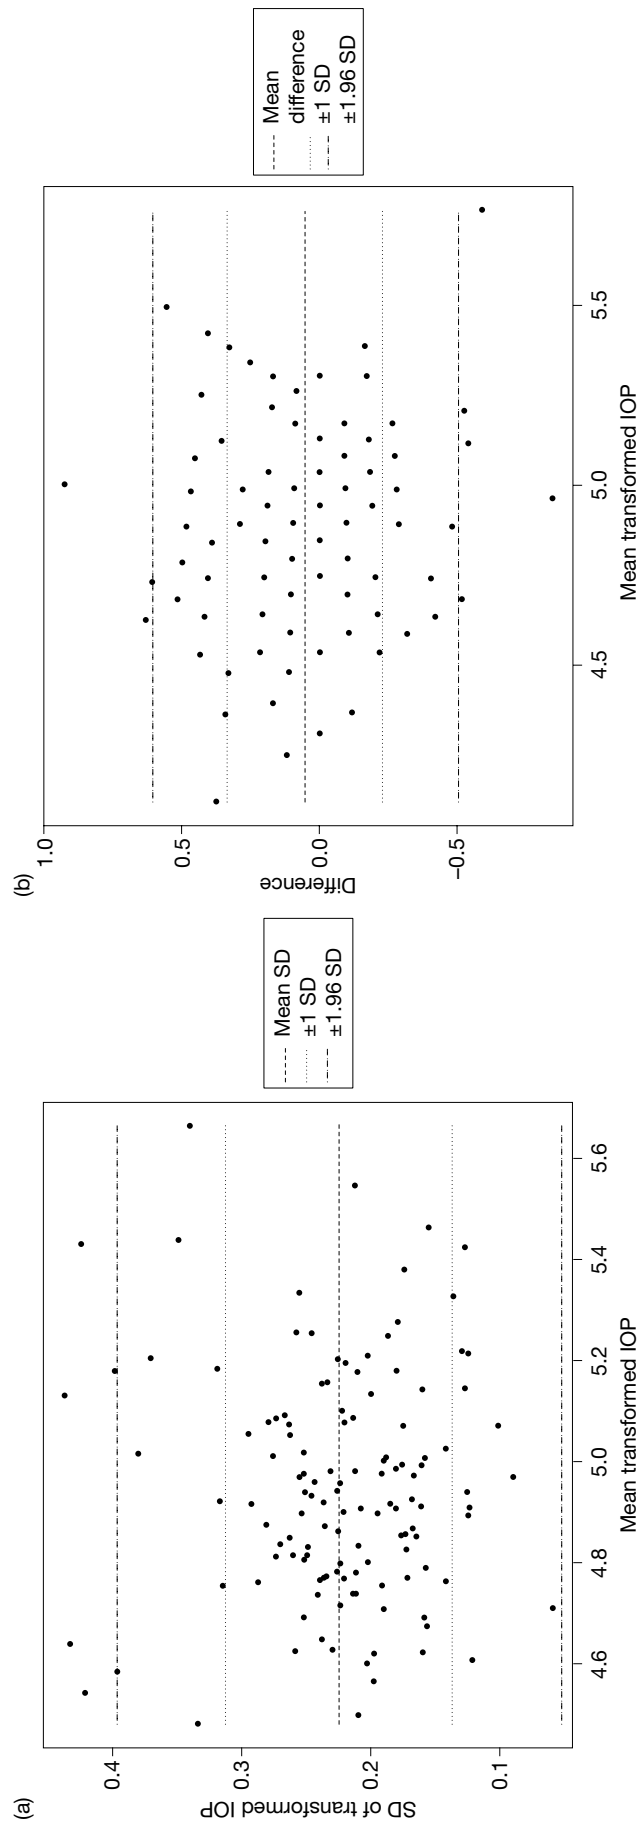 (a)
SD of transformed IOP
0.4
0.3
0.2
0.1
4.6
4.8
5.0
5.2
5.4
5.6
Mean transformed IOP
Mean SD
±1 SD
±1.96 SD
(b)
Difference
1.0
0.5
0.0
−0.5
4.5
5.0
5.5
Mean transformed IOP
Mean
difference
±1 SD
±1.96 SD